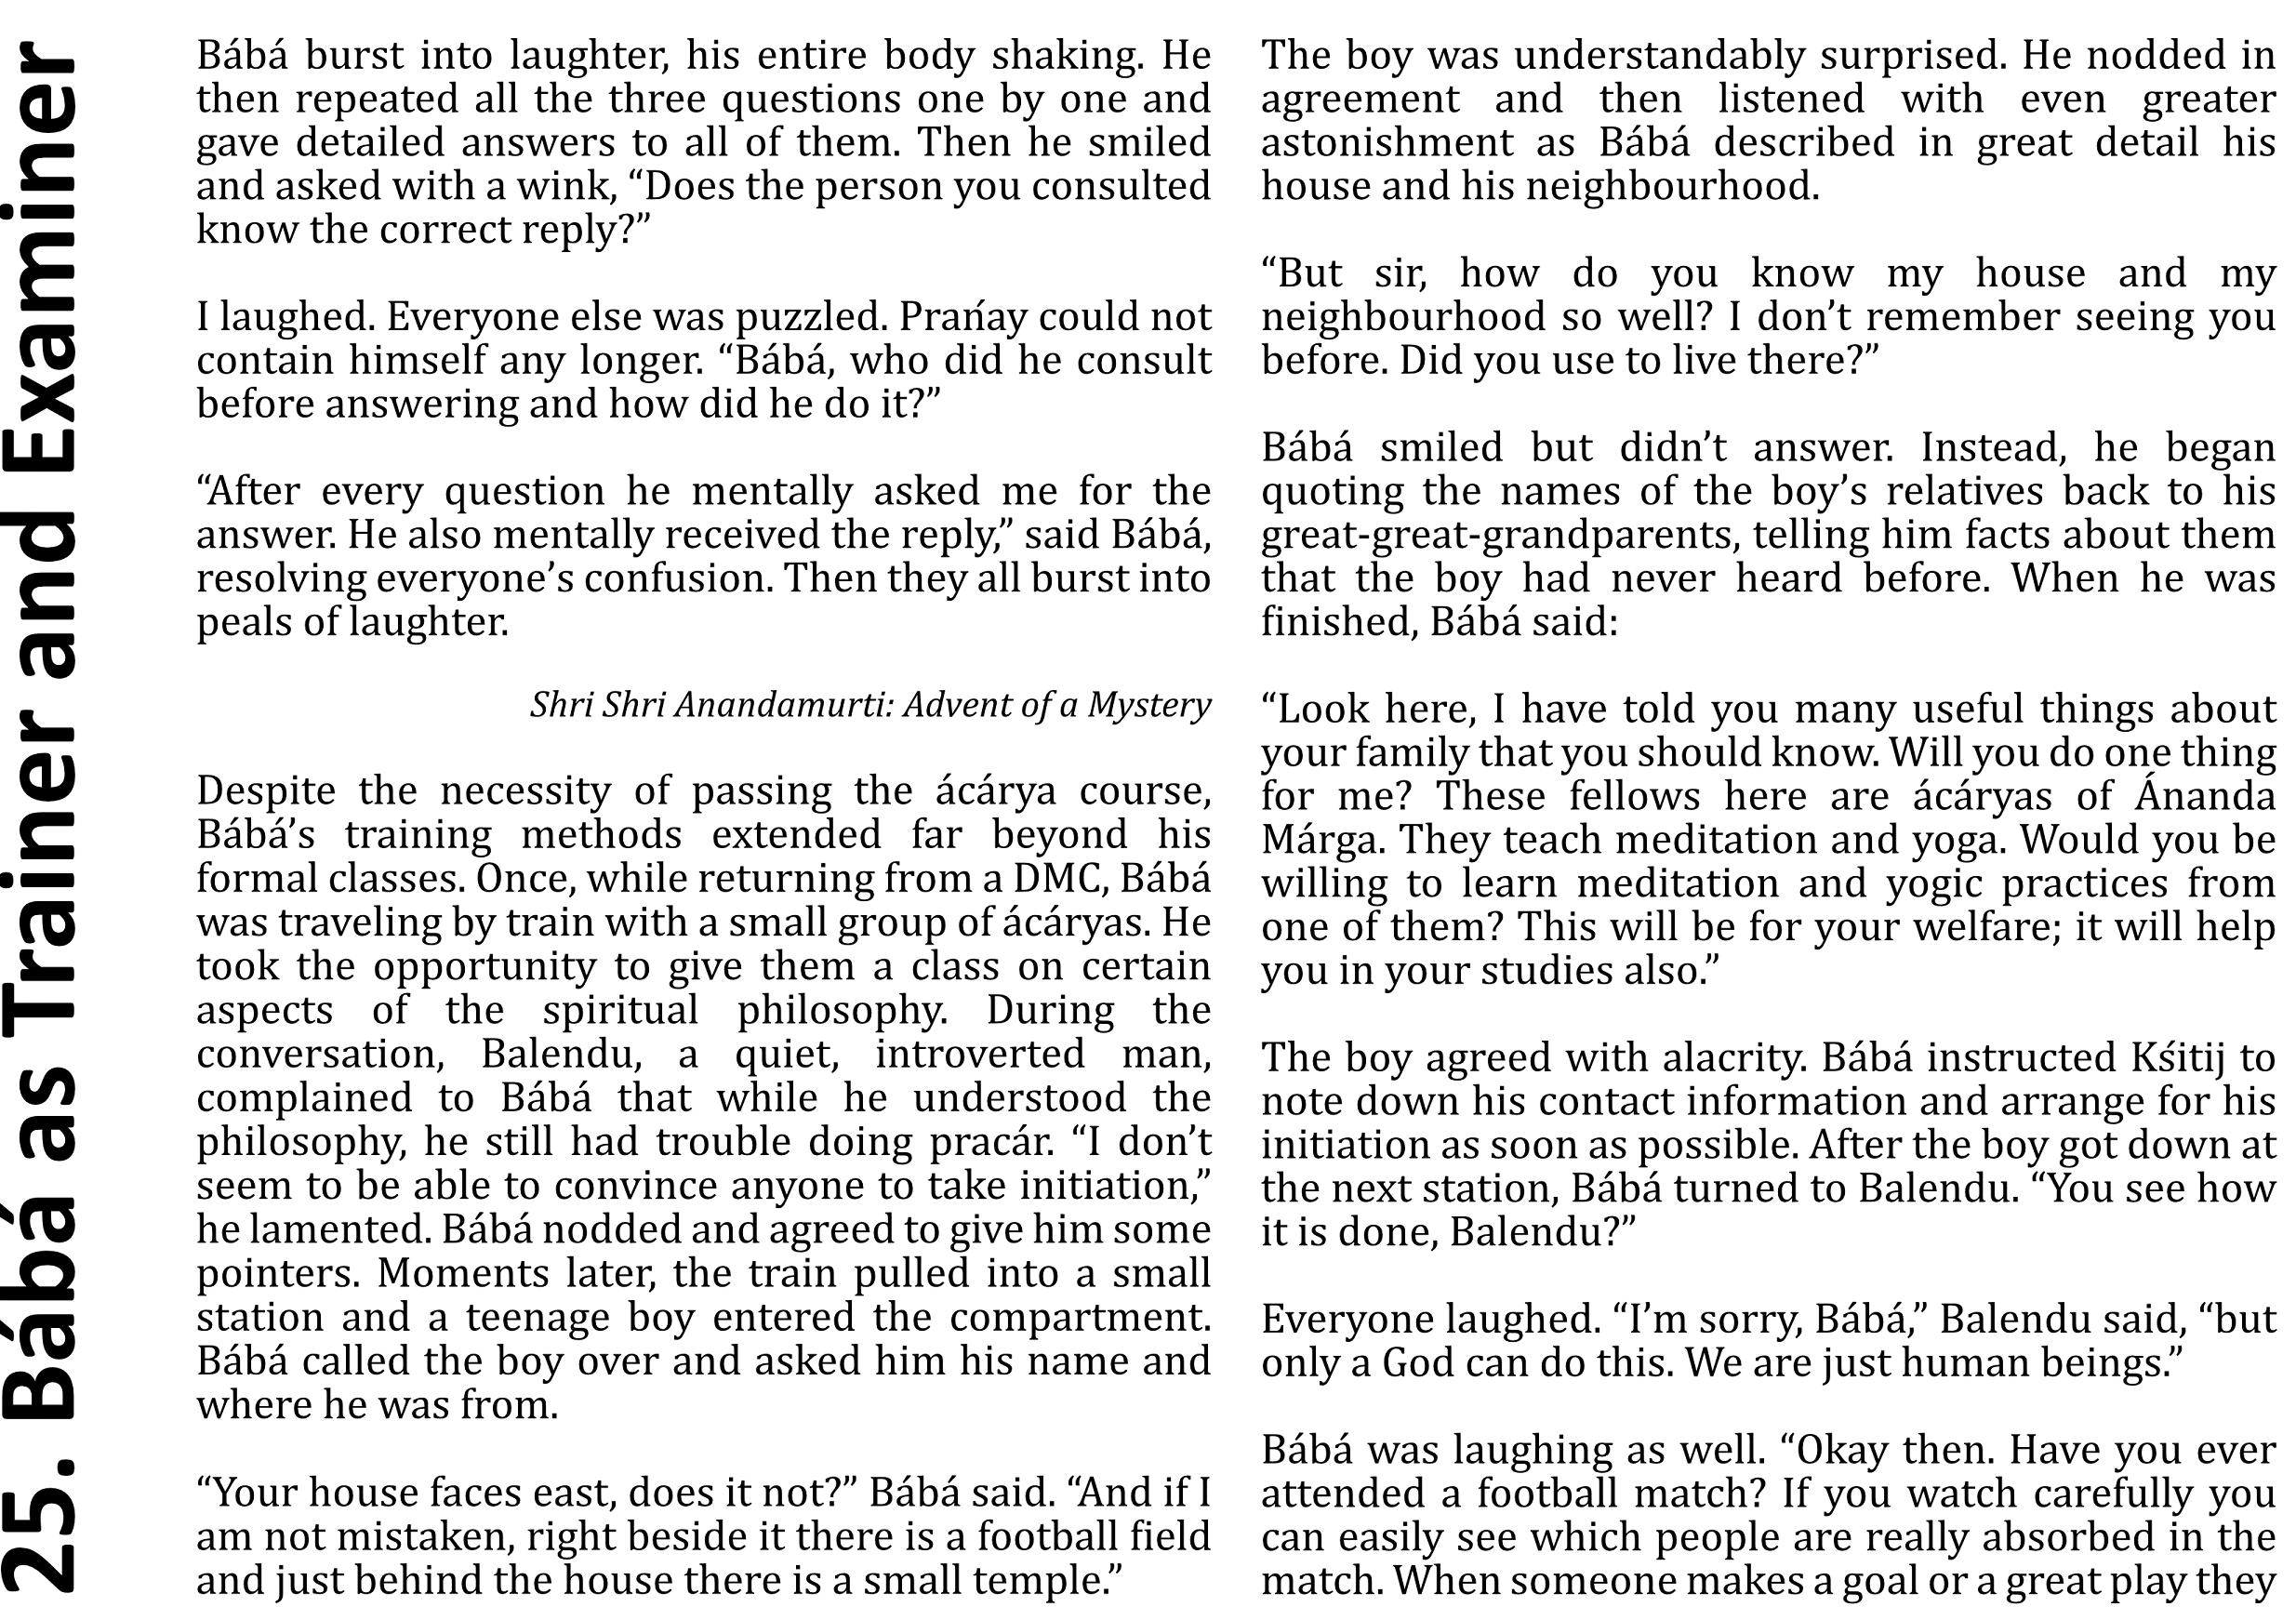 25. Bábá as Trainer and Examiner
Bábá burst into laughter, his entire body shaking. He
then repeated all the three questions one by one and
gave detailed answers to all of them. Then he smiled
and asked with a wink, “Does the person you consulted
know the correct reply?”
I laughed. Everyone else was puzzled. Prańay could not
contain himself any longer. “Bábá, who did he consult
before answering and how did he do it?”
“After every question he mentally asked me for the
answer. He also mentally received the reply,” said Bábá,
resolving everyone’s confusion. Then they all burst into
peals of laughter.
Shri Shri Anandamurti: Advent of a Mystery
Despite the necessity of passing the ácárya course,
Bábá’s training methods extended far beyond his
formal classes. Once, while returning from a DMC, Bábá
was traveling by train with a small group of ácáryas. He
took the opportunity to give them a class on certain
aspects of the spiritual philosophy. During the
conversation, Balendu, a quiet, introverted man,
complained to Bábá that while he understood the
philosophy, he still had trouble doing pracár. “I don’t
seem to be able to convince anyone to take initiation,”
he lamented. Bábá nodded and agreed to give him some
pointers. Moments later, the train pulled into a small
station and a teenage boy entered the compartment.
Bábá called the boy over and asked him his name and
where he was from.
“Your house faces east, does it not?” Bábá said. “And if I
am not mistaken, right beside it there is a football field
and just behind the house there is a small temple.”
The boy was understandably surprised. He nodded in
agreement and then listened with even greater
astonishment as Bábá described in great detail his
house and his neighbourhood.
“But sir, how do you know my house and my
neighbourhood so well? I don’t remember seeing you
before. Did you use to live there?”
Bábá smiled but didn’t answer. Instead, he began
quoting the names of the boy’s relatives back to his
great-great-grandparents, telling him facts about them
that the boy had never heard before. When he was
finished, Bábá said:
“Look here, I have told you many useful things about
your family that you should know. Will you do one thing
for me? These fellows here are ácáryas of Ánanda
Márga. They teach meditation and yoga. Would you be
willing to learn meditation and yogic practices from
one of them? This will be for your welfare; it will help
you in your studies also.”
The boy agreed with alacrity. Bábá instructed Kśitij to
note down his contact information and arrange for his
initiation as soon as possible. After the boy got down at
the next station, Bábá turned to Balendu. “You see how
it is done, Balendu?”
Everyone laughed. “I’m sorry, Bábá,” Balendu said, “but
only a God can do this. We are just human beings.”
Bábá was laughing as well. “Okay then. Have you ever
attended a football match? If you watch carefully you
can easily see which people are really absorbed in the
match. When someone makes a goal or a great play they